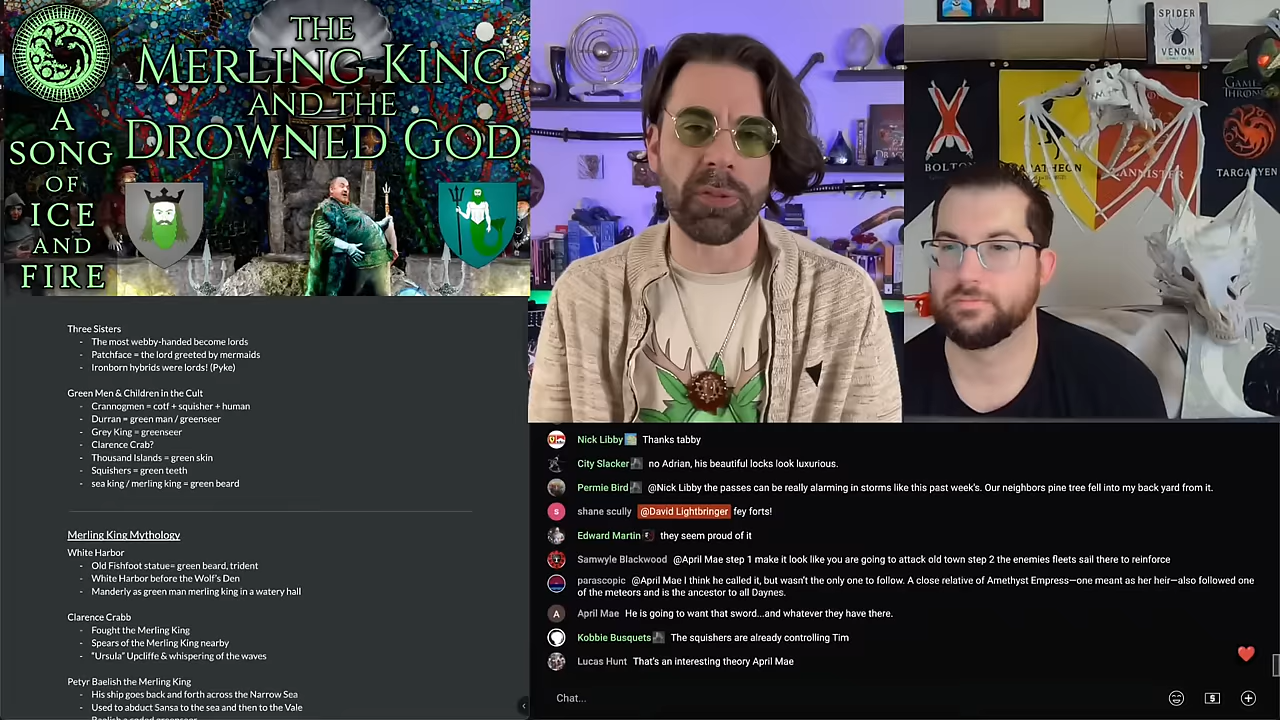 THE
MERLING KING
AND THE
DROWNED GOD
A
SONG
OF
ICE
AND
FIRE
Three Sisters
- The most webby-handed become lords
- Patchface = the lord greeted by mermaids
- Ironborn hybrids were lords! (Pyke)
Green Men & Children in the Cult
- Crannogmen = cotf + squisher + human
- Durran = green man / greenseer
- Grey King = greenseer
- Clarence Crab?
- Thousand Islands = green skin
- Squishers = green teeth
- sea king / merling king = green beard
Merling King Mythology
White Harbor
- Old Fishfoot statue= green beard, trident
- White Harbor before the Wolf's Den
- Manderly as green man merling king in a watery hall
Clarence Crabb
- Fought the Merling King
- Spears of the Merling King nearby
- "Ursula" Upcliffe & whispering of the waves
Petyr Baelish the Merling King
- His ship goes back and forth across the Narrow Sea
- Used to abduct Sansa to the sea and then to the Vale
- Baelish a coded greenseer
SPIDER
VENOM
GAME
THRON
BOLTON
LANNISTER
TARGARYEN
Nick Libby Thanks tabby
City Slacker no Adrian, his beautiful locks look luxurious.
Permie Bird @Nick Libby the passes can be really alarming in storms like this past week's. Our neighbors pine tree fell into my back yard from it.
shane scully @David Lightbringer fey forts!
Edward Martin they seem proud of it
Samwyle Blackwood @April Mae step 1 make it look like you are going to attack old town step 2 the enemies fleets sail there to reinforce
parascopic @April Mae I think he called it, but wasn't the only one to follow. A close relative of Amethyst Empress—one meant as her heir—also followed one
of the meteors and is the ancestor to all Daynes.
A April Mae He is going to want that sword...and whatever they have there.
Kobbie Busquets The squishers are already controlling Tim
Lucas Hunt That's an interesting theory April Mae
Chat...